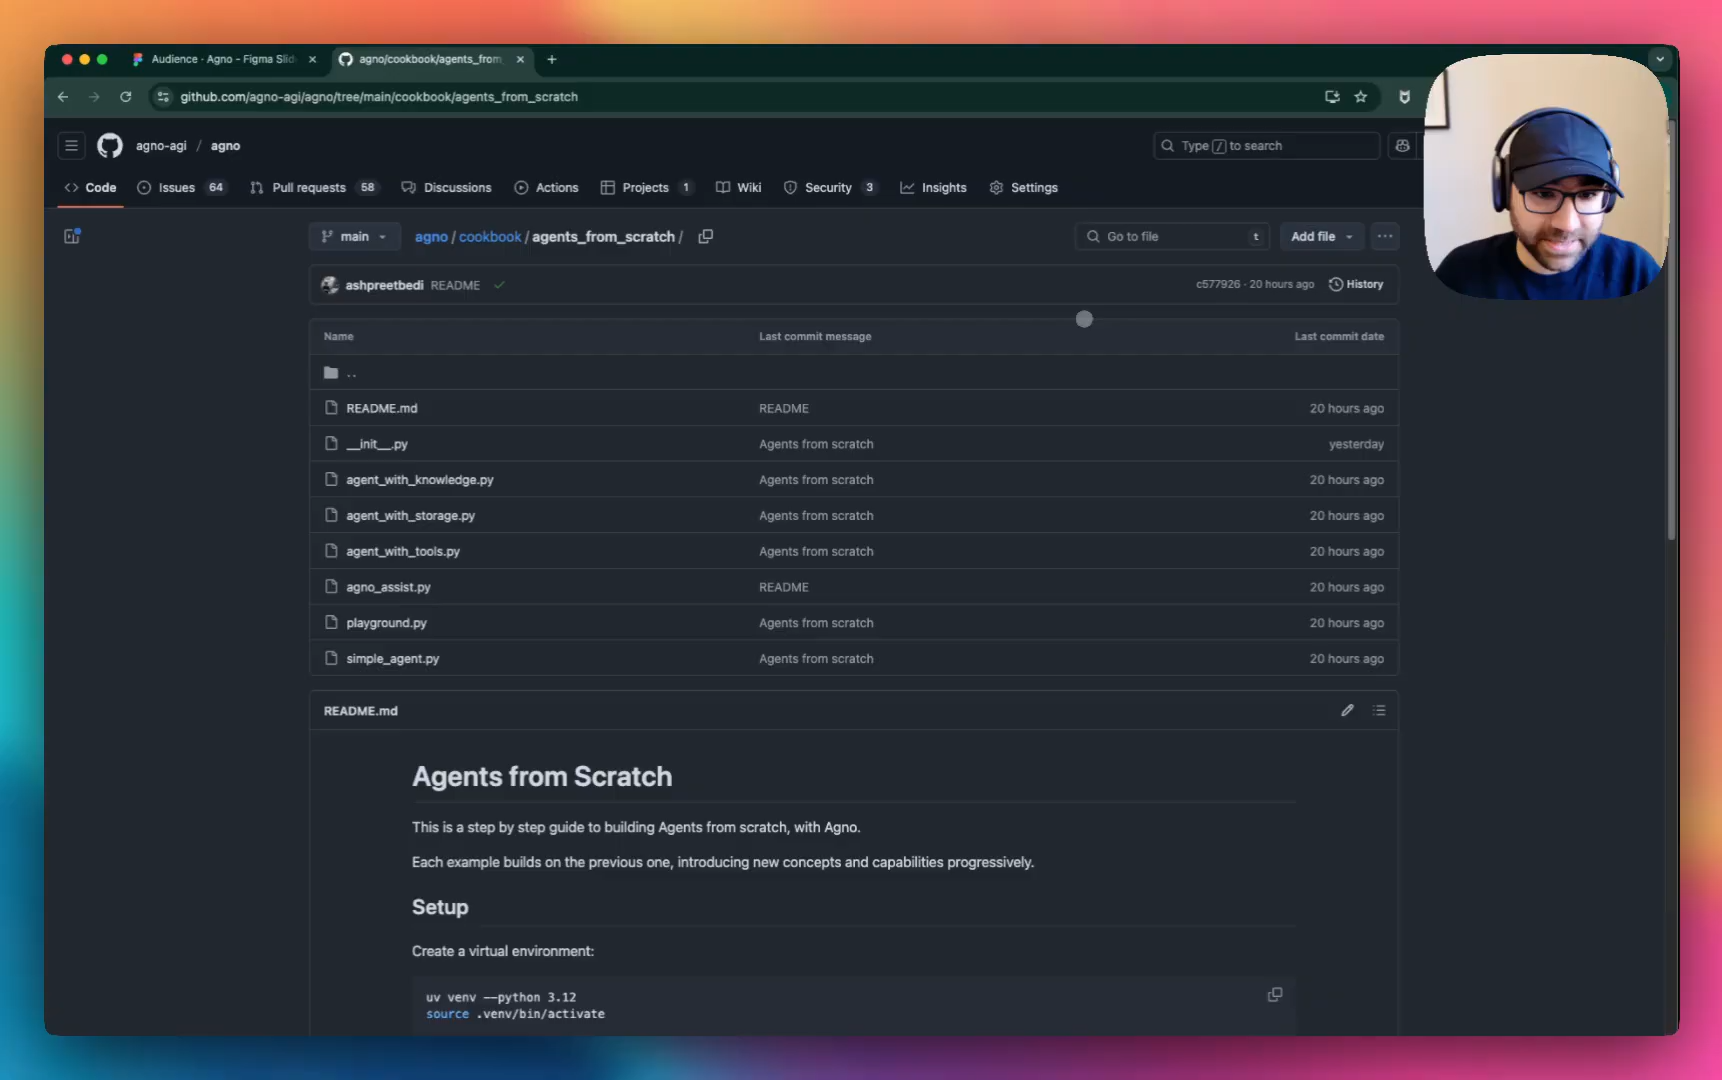 Audience · Agno - Figma Slid
agno/cookbook/agents_from_
github.com/agno-agi/agno/tree/main/cookbook/agents_from_scratch
agno-agi / agno
Type / to search
Code
Issues 64
Pull requests 58
Discussions
Actions
Projects 1
Wiki
Security 3
Insights
Settings
main
agno / cookbook / agents_from_scratch /
Go to file t
Add file
ashpreetbedi README
c577926 · 20 hours ago
History
Name Last commit message Last commit date
..
README.md README 20 hours ago
__init__.py Agents from scratch yesterday
agent_with_knowledge.py Agents from scratch 20 hours ago
agent_with_storage.py Agents from scratch 20 hours ago
agent_with_tools.py Agents from scratch 20 hours ago
agno_assist.py README 20 hours ago
playground.py Agents from scratch 20 hours ago
simple_agent.py Agents from scratch 20 hours ago
README.md
Agents from Scratch
This is a step by step guide to building Agents from scratch, with Agno.
Each example builds on the previous one, introducing new concepts and capabilities progressively.
Setup
Create a virtual environment:
uv venv --python 3.12
source .venv/bin/activate